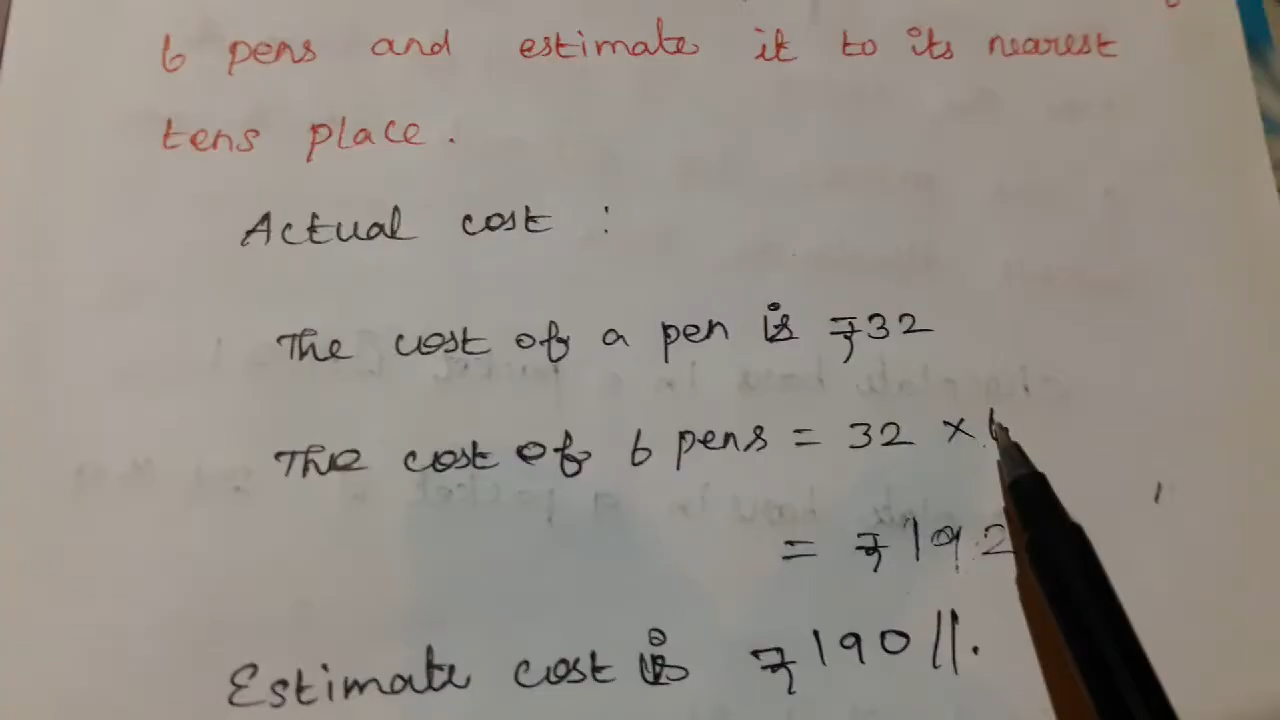 6 pens and estimate it to its nearest
tens place.
Actual cost :
The cost of a pen is ₹32
The cost of 6 pens = 32 × 6
= ₹192
Estimate cost is ₹190 //.